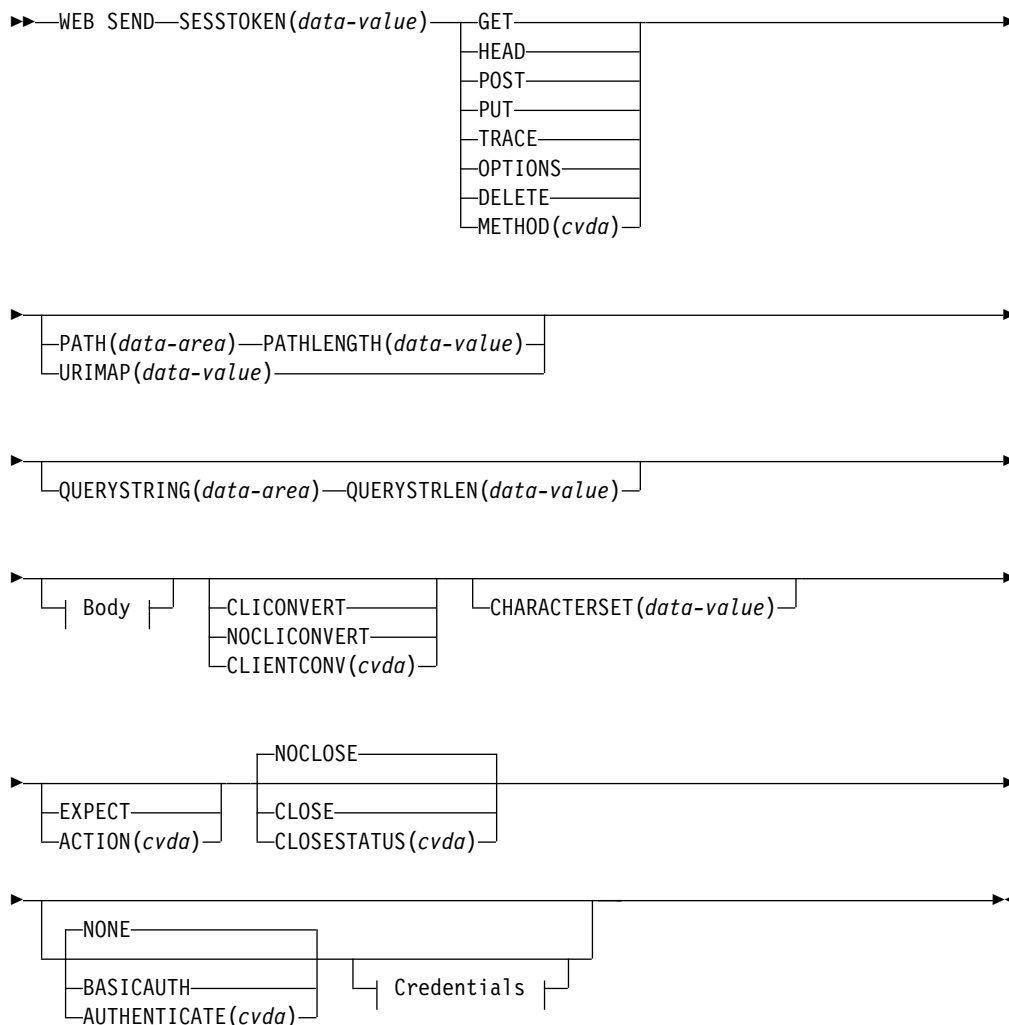 WEB SEND SESSTOKEN(data-value) GET
HEAD
POST
PUT
TRACE
OPTIONS
DELETE
METHOD(cvda)
PATH(data-area) PATHLENGTH(data-value)
URIMAP(data-value)
QUERYSTRING(data-area) QUERYSTRLEN(data-value)
Body CLICONVERT CHARACTERSET(data-value)
NOCLICONVERT
CLIENTCONV(cvda)
NOCLOSE
EXPECT CLOSE
ACTION(cvda) CLOSESTATUS(cvda)
NONE
BASICAUTH Credentials
AUTHENTICATE(cvda)